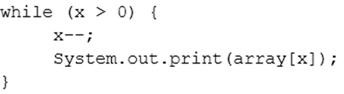 while (x > 0) {
     x--;
     System.out.print(array[x]);
}